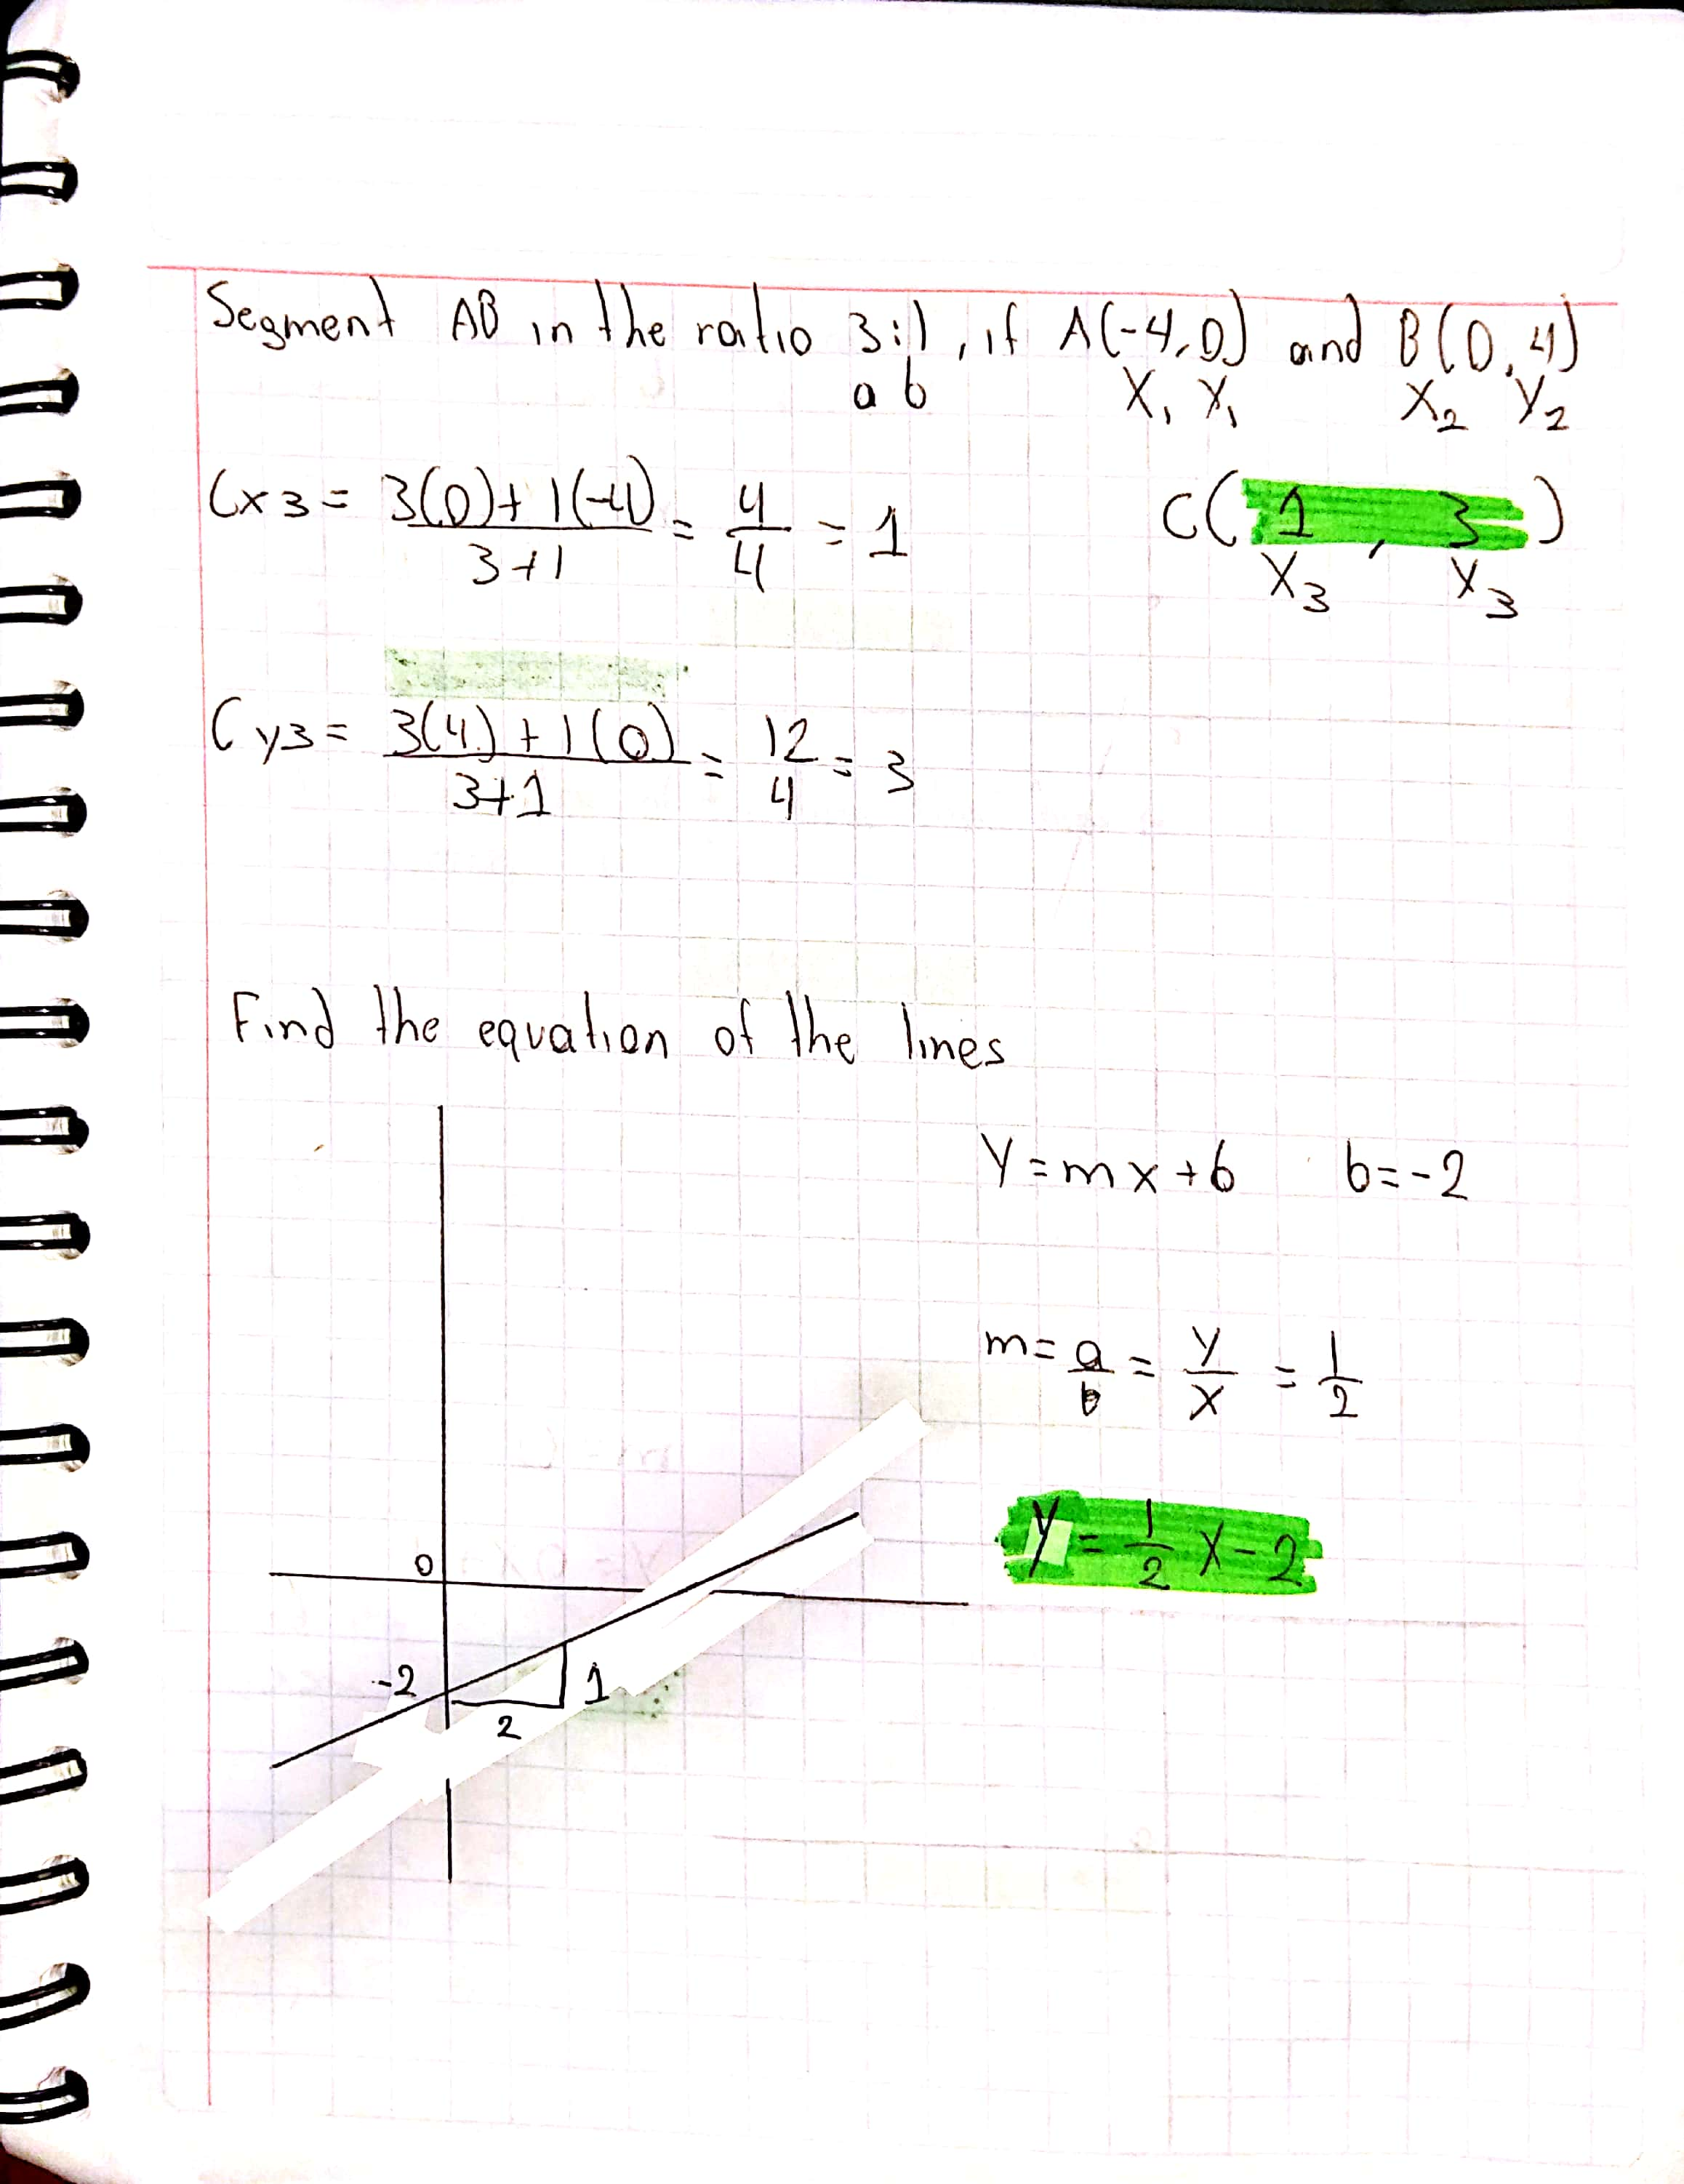 Segment AB in the ratio 3:1, if A(-4,0) and B(0,4)
a b X₁ Y₁ X₂ Y₂
Cx3 = 3(0)+1(-4) / 3+1 = 4/4 = 1
C(1, 3)
X₃ Y₃
Cy3 = 3(4)+1(0) / 3+1 = 12/4 = 3
Find the equation of the lines
Y=mx+b b=-2
m= a/b = y/x = 1/2
Y = 1/2 X-2
0
-2
1
2